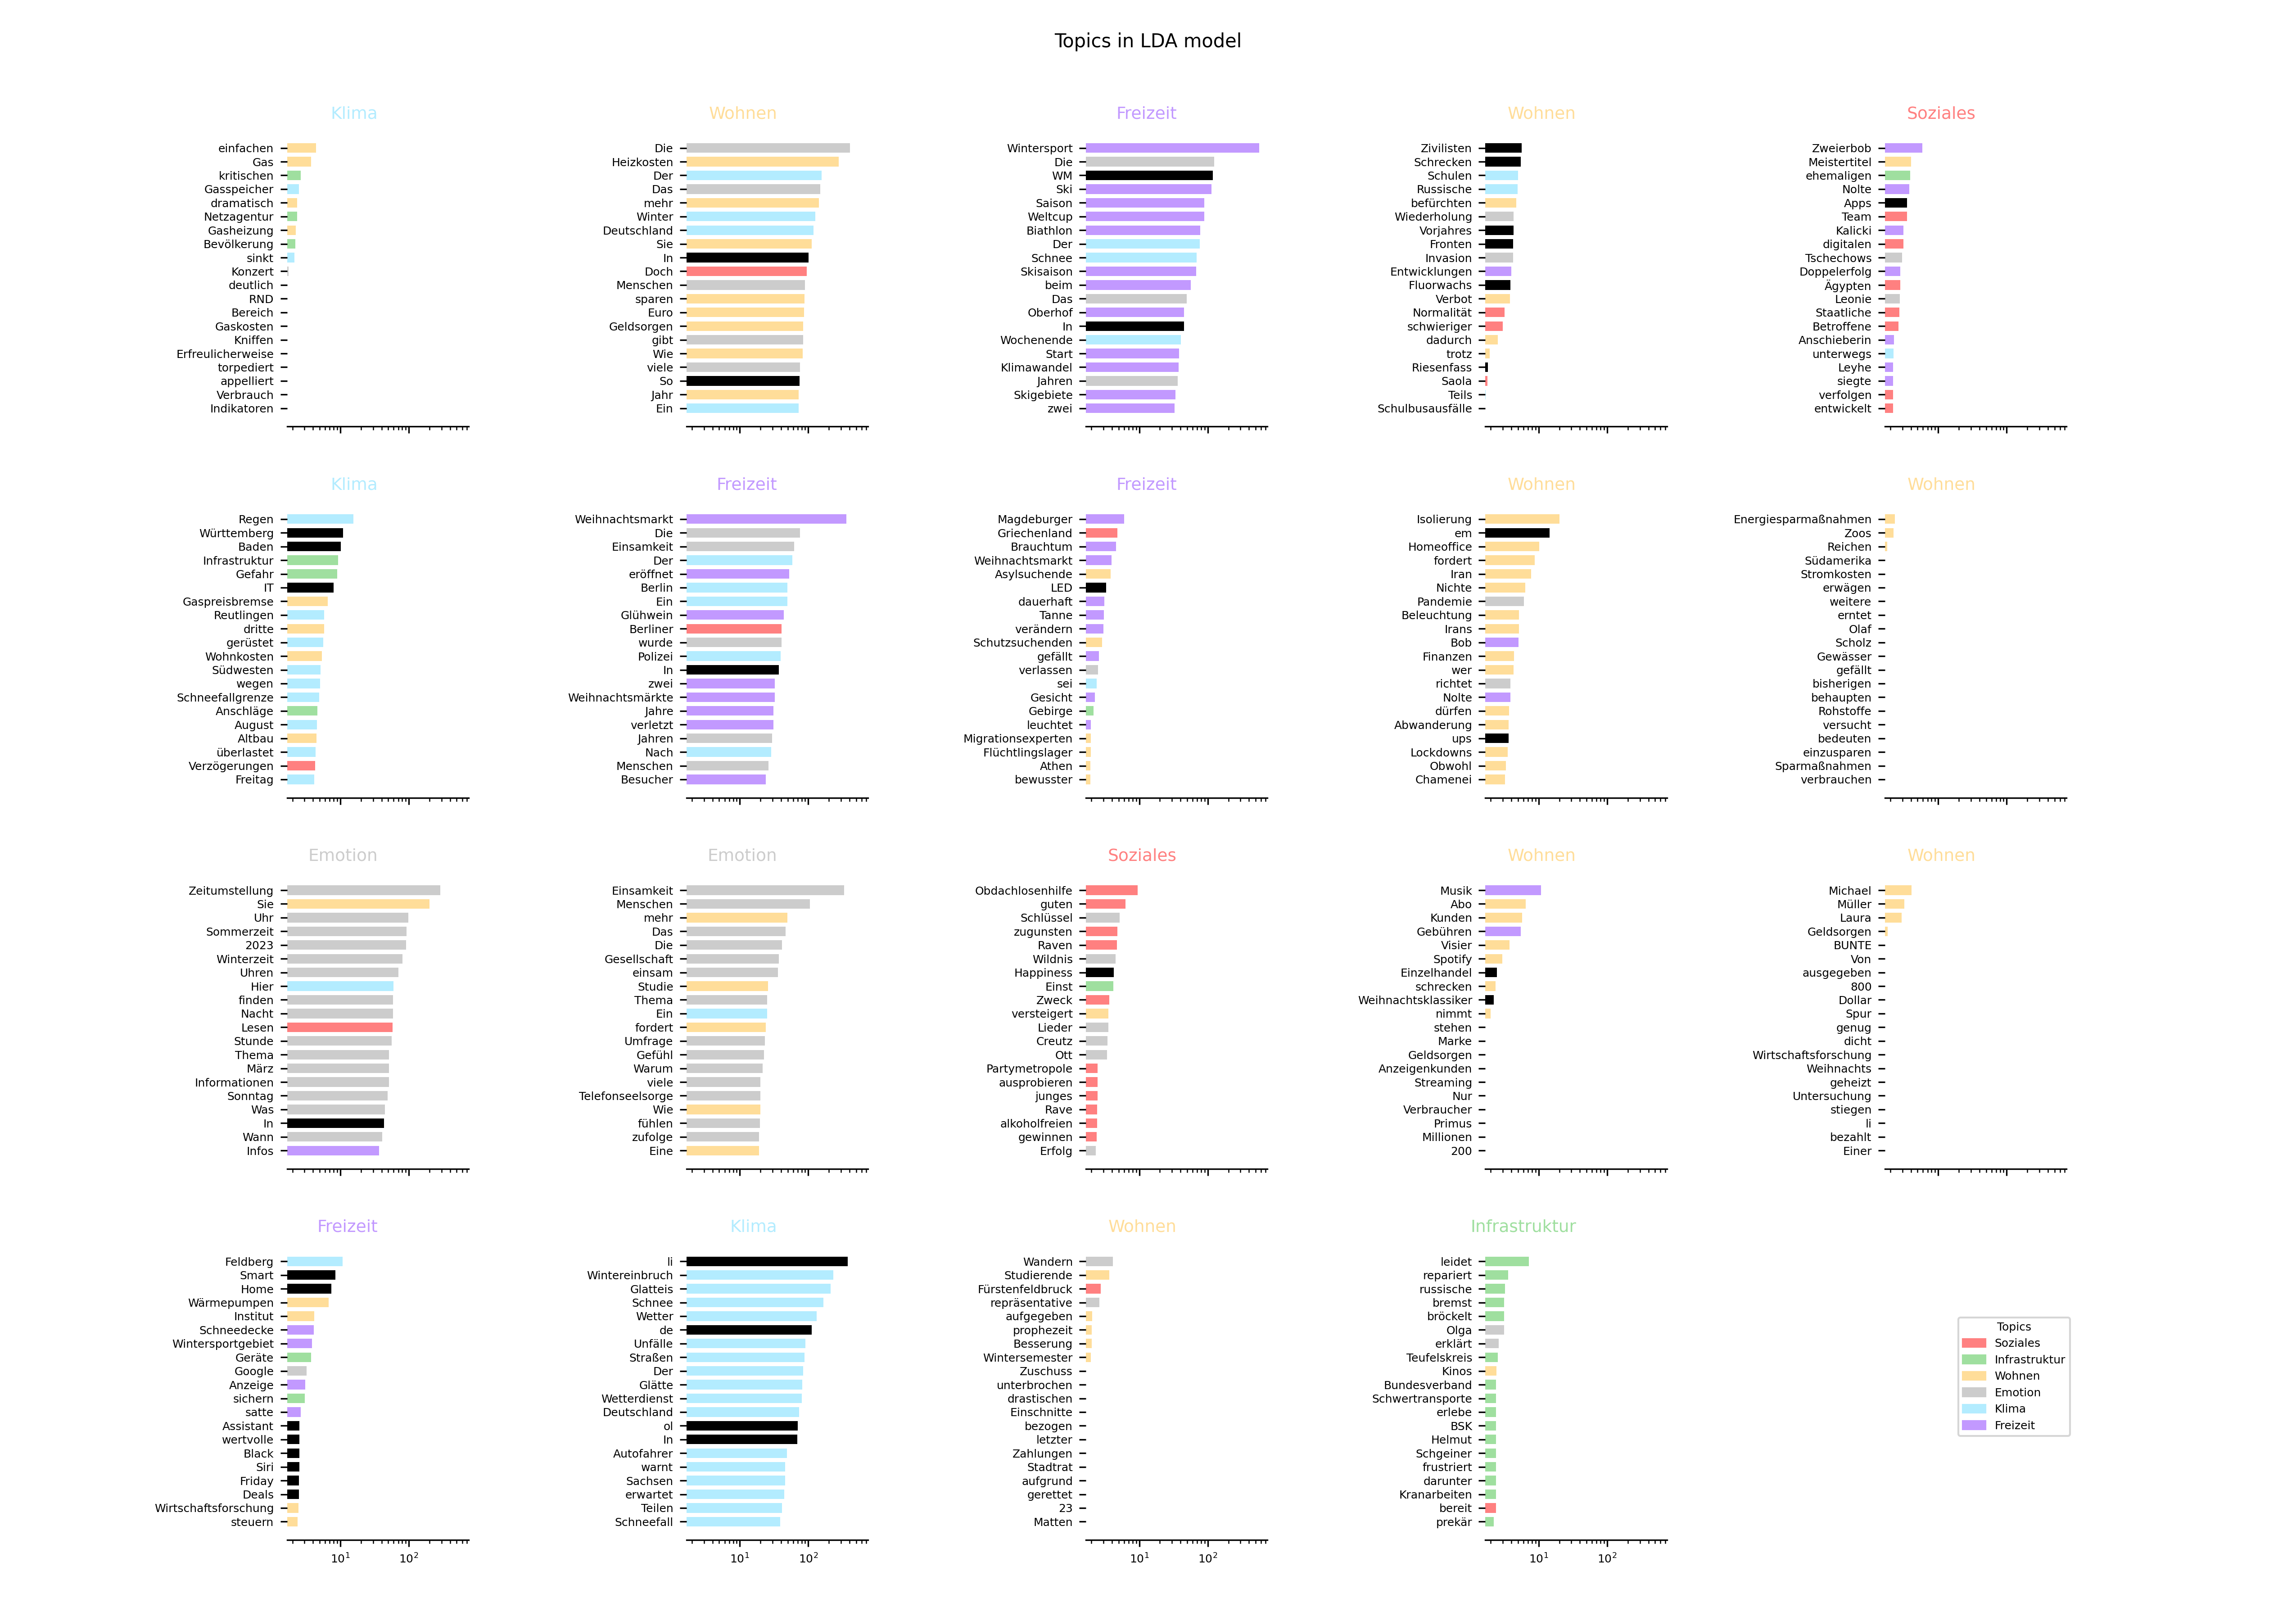 Topics in LDA model
Klima
einfachen
Gas
kritischen
Gasspeicher
dramatisch
Netzagentur
Gasheizung
Bevölkerung
sinkt
Konzert
deutlich
RND
Bereich
Gaskosten
Kniffen
Erfreulicherweise
torpediert
appelliert
Verbrauch
Indikatoren
Wohnen
Die
Heizkosten
Der
Das
mehr
Winter
Deutschland
Sie
In
Doch
Menschen
sparen
Euro
Geldsorgen
gibt
Wie
viele
So
Jahr
Ein
Freizeit
Wintersport
Die
WM
Ski
Saison
Weltcup
Biathlon
Der
Schnee
Skisaison
beim
Das
Oberhof
In
Wochenende
Start
Klimawandel
Jahren
Skigebiete
zwei
Wohnen
Zivilisten
Schrecken
Schulen
Russische
befürchten
Wiederholung
Vorjahres
Fronten
Invasion
Entwicklungen
Fluorwachs
Verbot
Normalität
schwieriger
dadurch
trotz
Riesenfass
Saola
Teils
Schulbusausfälle
Soziales
Zweierbob
Meistertitel
ehemaligen
Nolte
Apps
Team
Kalicki
digitalen
Tschechows
Doppelerfolg
Ägypten
Leonie
Staatliche
Betroffene
Anschieberin
unterwegs
Leyhe
siegte
verfolgen
entwickelt
Klima
Regen
Württemberg
Baden
Infrastruktur
Gefahr
IT
Gaspreisbremse
Reutlingen
dritte
gerüstet
Wohnkosten
Südwesten
wegen
Schneefallgrenze
Anschläge
August
Altbau
überlastet
Verzögerungen
Freitag
Freizeit
Weihnachtsmarkt
Die
Einsamkeit
Der
eröffnet
Berlin
Ein
Glühwein
Berliner
wurde
Polizei
In
zwei
Weihnachtsmärkte
Jahre
verletzt
Jahren
Nach
Menschen
Besucher
Freizeit
Magdeburger
Griechenland
Brauchtum
Weihnachtsmarkt
Asylsuchende
LED
dauerhaft
Tanne
verändern
Schutzsuchenden
gefällt
verlassen
sei
Gesicht
Gebirge
leuchtet
Migrationsexperten
Flüchtlingslager
Athen
bewusster
Wohnen
Isolierung
em
Homeoffice
fordert
Iran
Nichte
Pandemie
Beleuchtung
Irans
Bob
Finanzen
wer
richtet
Nolte
dürfen
Abwanderung
ups
Lockdowns
Obwohl
Chamenei
Wohnen
Energiesparmaßnahmen
Zoos
Reichen
Südamerika
Stromkosten
erwägen
weitere
erntet
Olaf
Scholz
Gewässer
gefällt
bisherigen
behaupten
Rohstoffe
versucht
bedeuten
einzusparen
Sparmaßnahmen
verbrauchen
Emotion
Zeitumstellung
Sie
Uhr
Sommerzeit
2023
Winterzeit
Uhren
Hier
finden
Nacht
Lesen
Stunde
Thema
März
Informationen
Sonntag
Was
In
Wann
Infos
Emotion
Einsamkeit
Menschen
mehr
Das
Die
Gesellschaft
einsam
Studie
Thema
Ein
fordert
Umfrage
Gefühl
Warum
viele
Telefonseelsorge
Wie
fühlen
zufolge
Eine
Soziales
Obdachlosenhilfe
guten
Schlüssel
zugunsten
Raven
Wildnis
Happiness
Einst
Zweck
versteigert
Lieder
Creutz
Ott
Partymetropole
ausprobieren
junges
Rave
alkoholfreien
gewinnen
Erfolg
Wohnen
Musik
Abo
Kunden
Gebühren
Visier
Spotify
Einzelhandel
schrecken
Weihnachtsklassiker
nimmt
stehen
Marke
Geldsorgen
Anzeigenkunden
Streaming
Nur
Verbraucher
Primus
Millionen
200
Wohnen
Michael
Müller
Laura
Geldsorgen
BUNTE
Von
ausgegeben
800
Dollar
Spur
genug
dicht
Wirtschaftsforschung
Weihnachts
geheizt
Untersuchung
stiegen
li
bezahlt
Einer
Freizeit
Feldberg
Smart
Home
Wärmepumpen
Institut
Schneedecke
Wintersportgebiet
Geräte
Google
Anzeige
sichern
satte
Assistant
wertvolle
Black
Siri
Friday
Deals
Wirtschaftsforschung
steuern
10¹ 10²
Klima
li
Wintereinbruch
Glatteis
Schnee
Wetter
de
Unfälle
Straßen
Der
Glätte
Wetterdienst
Deutschland
ol
In
Autofahrer
warnt
Sachsen
erwartet
Teilen
Schneefall
10¹ 10²
Wohnen
Wandern
Studierende
Fürstenfeldbruck
repräsentative
aufgegeben
prophezeit
Besserung
Wintersemester
Zuschuss
unterbrochen
drastischen
Einschnitte
bezogen
letzter
Zahlungen
Stadtrat
aufgrund
gerettet
23
Matten
10¹ 10²
Infrastruktur
leidet
repariert
russische
bremst
bröckelt
Olga
erklärt
Teufelskreis
Kinos
Bundesverband
Schwertransporte
erlebe
BSK
Helmut
Schgeiner
frustriert
darunter
Kranarbeiten
bereit
prekär
10¹ 10²
Topics
Soziales
Infrastruktur
Wohnen
Emotion
Klima
Freizeit